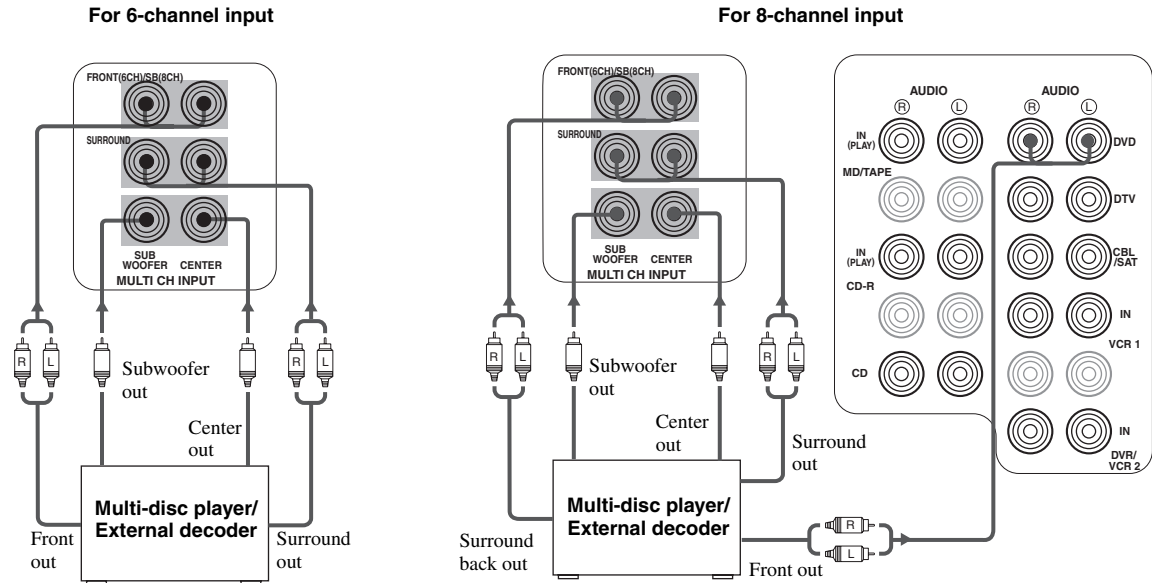 For 6-channel input
FRONT(6CH)/SB(8CH)
SURROUND
SUB
WOOFER
CENTER
MULTI CH INPUT
R
L
Subwoofer
out
Center
out
R
L
Multi-disc player/
External decoder
Front
out
Surround
out
For 8-channel input
FRONT(6CH)/SB(8CH)
SURROUND
SUB
WOOFER
CENTER
MULTI CH INPUT
R
L
Subwoofer
out
Center
out
R
L
Surround
out
Multi-disc player/
External decoder
Surround
back out
R
L
Front out
AUDIO
R
L
AUDIO
R
L
IN
(PLAY)
MD/TAPE
IN
(PLAY)
CD-R
CD
DVD
DTV
CBL
/SAT
IN
VCR 1
IN
DVR/
VCR 2